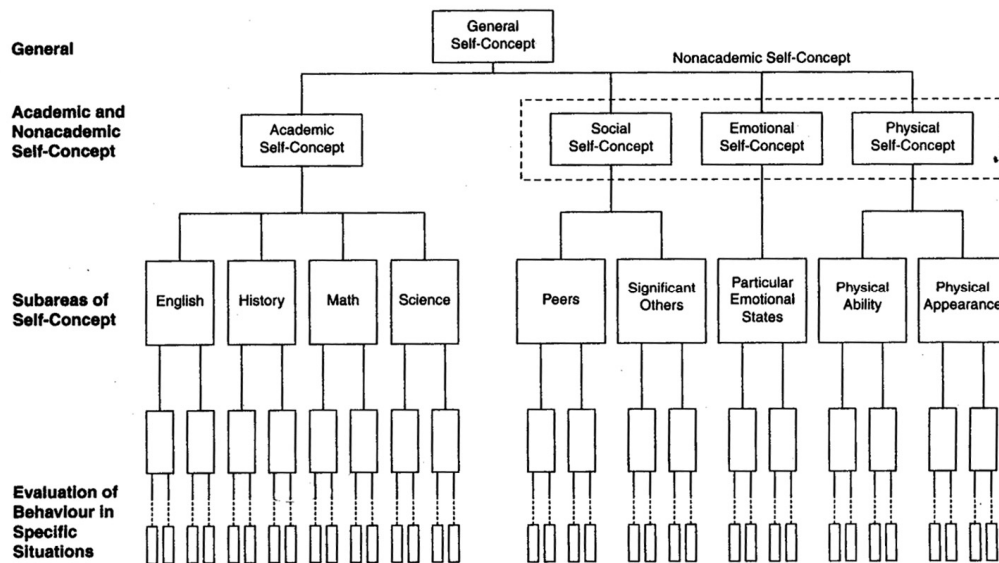 General
General
Self-Concept
Nonacademic Self-Concept
Academic and
Nonacademic
Self-Concept
Academic
Self-Concept
Social
Self-Concept
Emotional
Self-Concept
Physical
Self-Concept
Subareas of
Self-Concept
English
History
Math
Science
Peers
Significant
Others
Particular
Emotional
States
Physical
Ability
Physical
Appearance
Evaluation of
Behaviour in
Specific
Situations